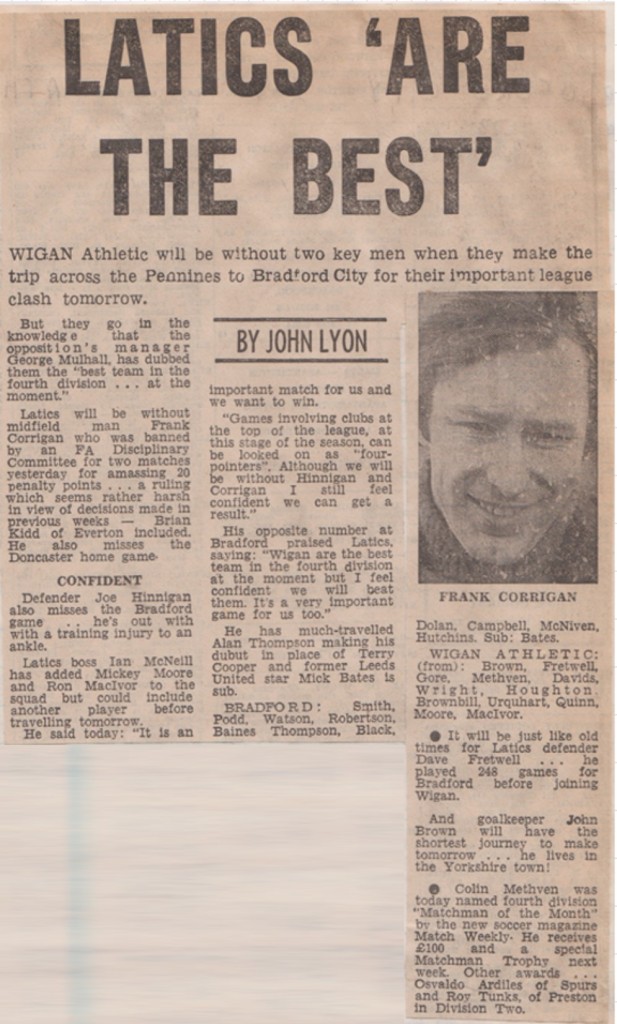 LATICS 'ARE
THE BEST'
WIGAN Athletic will be without two key men when they make the
trip across the Pennines to Bradford City for their important league
clash tomorrow.
But they go in the
knowledge that the
opposition's manager
George Mulhall, has dubbed
them the "best team in the
fourth division . . . at the
moment."
Latics will be without
midfield man Frank
Corrigan who was banned
by an FA Disciplinary
Committee for two matches
yesterday for amassing 20
penalty points . . . a ruling
which seems rather harsh
in view of decisions made in
previous weeks — Brian
Kidd of Everton included.
He also misses the
Doncaster home game.
CONFIDENT
Defender Joe Hinnigan
also misses the Bradford
game . . he's out with
with a training injury to an
ankle.
Latics boss Ian McNeill
has added Mickey Moore
and Ron MacIvor to the
squad but could include
another player before
travelling tomorrow.
He said today: "It is an
BY JOHN LYON
important match for us and
we want to win.
"Games involving clubs at
the top of the league, at
this stage of the season, can
be looked on as "four-
pointers". Although we will
be without Hinnigan and
Corrigan I still feel
confident we can get a
result."
His opposite number at
Bradford praised Latics,
saying: "Wigan are the best
team in the fourth division
at the moment but I feel
confident we will beat
them. It's a very important
game for us too."
He has much-travelled
Alan Thompson making his
dubut in place of Terry
Cooper and former Leeds
United star Mick Bates is
sub.
BRADFORD: Smith,
Podd, Watson, Robertson,
Baines Thompson, Black,
FRANK CORRIGAN
Dolan, Campbell, McNiven,
Hutchins. Sub: Bates.
WIGAN ATHLETIC:
(from): Brown, Fretwell,
Gore, Methven, Davids,
Wright, Houghton,
Brownbill, Urquhart, Quinn,
Moore, MacIvor.
● It will be just like old
times for Latics defender
Dave Fretwell . . . he
played 248 games for
Bradford before joining
Wigan.
And goalkeeper John
Brown will have the
shortest journey to make
tomorrow . . . he lives in
the Yorkshire town!
● Colin Methven was
today named fourth division
"Matchman of the Month"
by the new soccer magazine
Match Weekly. He receives
£100 and a special
Matchman Trophy next
week. Other awards . . .
Osvaldo Ardiles of Spurs
and Roy Tunks, of Preston
in Division Two.